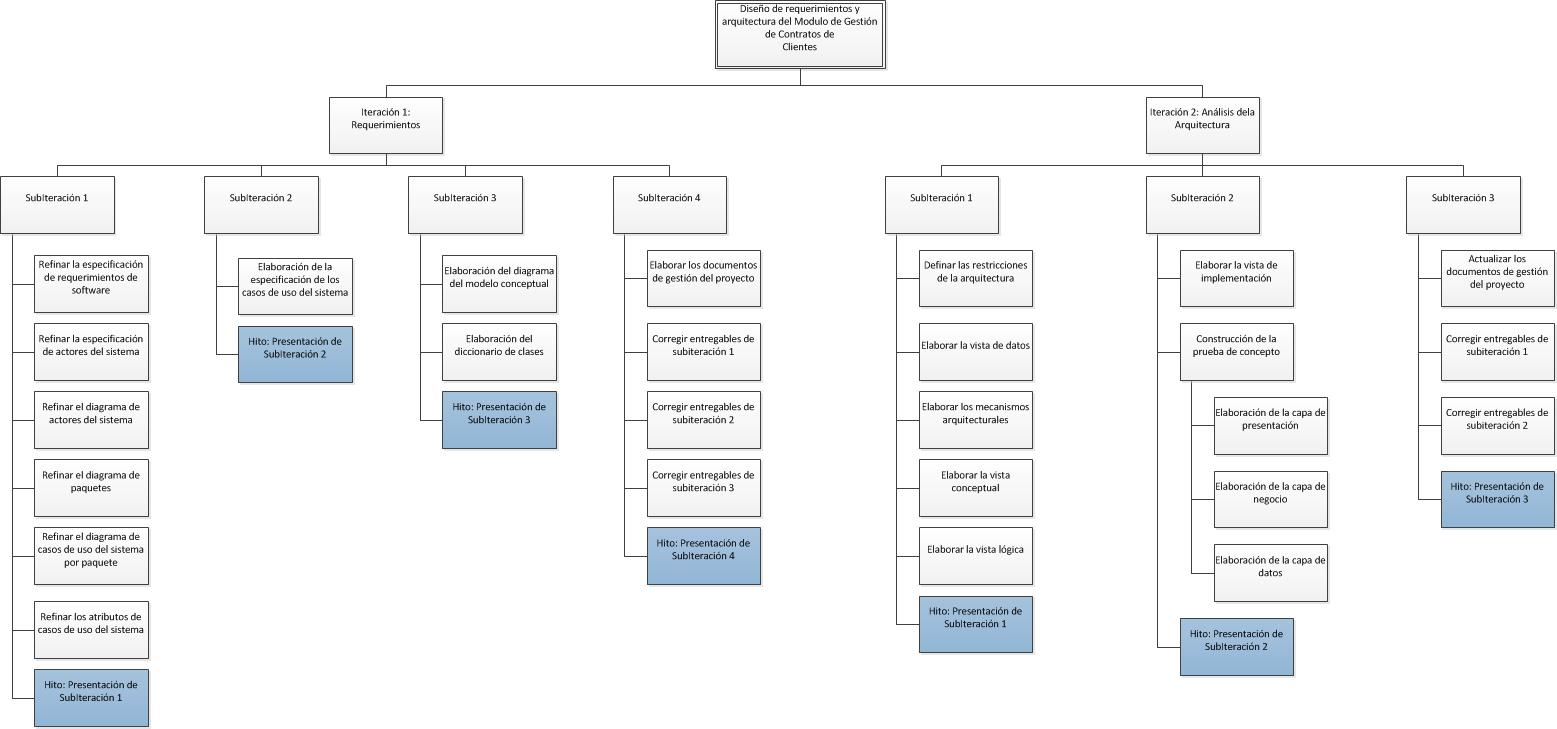 Diseño de requerimientos y
arquitectura del Modulo de Gestión
de Contratos de
Clientes
Iteración 1:
Requerimientos
Iteración 2: Análisis dela
Arquitectura
SubIteración 1
SubIteración 2
SubIteración 3
SubIteración 4
SubIteración 1
SubIteración 2
SubIteración 3
Refinar la especificación
de requerimientos de
software
Refinar la especificación
de actores del sistema
Refinar el diagrama de
actores del sistema
Refinar el diagrama de
paquetes
Refinar el diagrama de
casos de uso del sistema
por paquete
Refinar los atributos de
casos de uso del sistema
Hito: Presentación de
SubIteración 1
Elaboración de la
especificación de los
casos de uso del sistema
Hito: Presentación de
SubIteración 2
Elaboración del diagrama
del modelo conceptual
Elaboración del
diccionario de clases
Hito: Presentación de
SubIteración 3
Elaborar los documentos
de gestión del proyecto
Corregir entregables de
subiteración 1
Corregir entregables de
subiteración 2
Corregir entregables de
subiteración 3
Hito: Presentación de
SubIteración 4
Definar las restricciones
de la arquitectura
Elaborar la vista de datos
Elaborar los mecanismos
arquitecturales
Elaborar la vista
conceptual
Elaborar la vista lógica
Hito: Presentación de
SubIteración 1
Elaborar la vista de
implementación
Construcción de la
prueba de concepto
Elaboración de la capa de
presentación
Elaboración de la capa de
negocio
Elaboración de la capa de
datos
Hito: Presentación de
SubIteración 2
Actualizar los
documentos de gestión
del proyecto
Corregir entregables de
subiteración 1
Corregir entregables de
subiteración 2
Hito: Presentación de
SubIteración 3